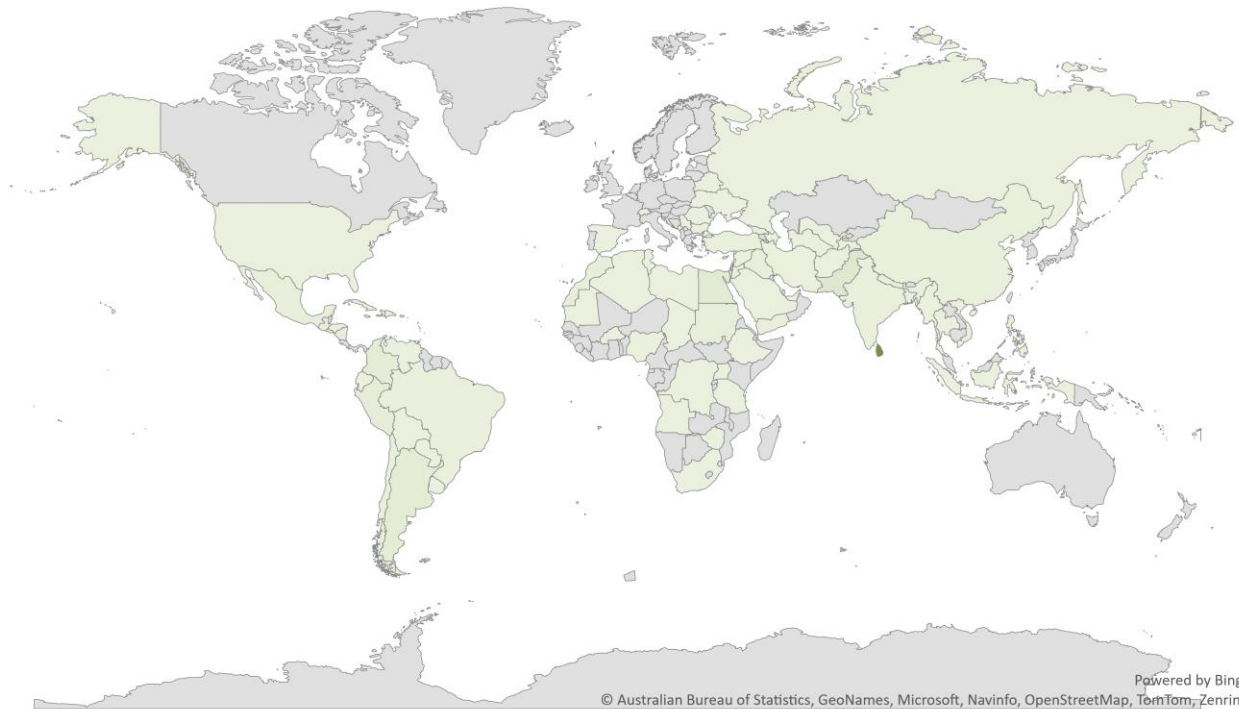 Powered by Bing
© Australian Bureau of Statistics, GeoNames, Microsoft, Navinfo, OpenStreetMap, TomTom, Zenrin